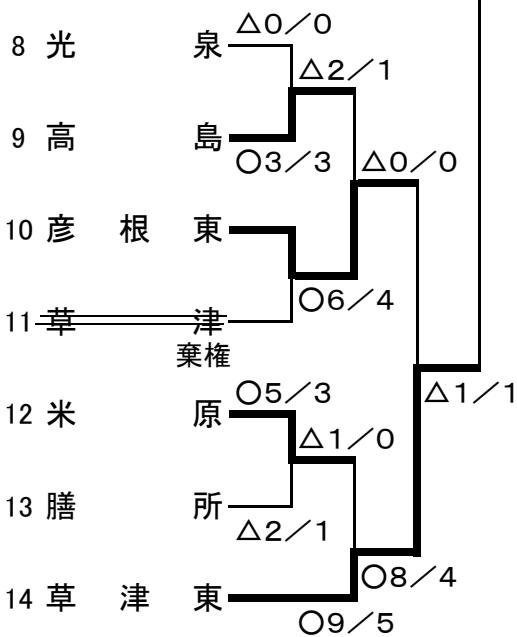 △0／0
8 光 泉
△2／1
9 高 島
○3／3
△0／0
10 彦 根 東
○6／4
11 草 津
棄権
○5／3
△1／1
12 米 原
△1／0
13 膳 所
△2／1
○8／4
14 草 津 東
○9／5